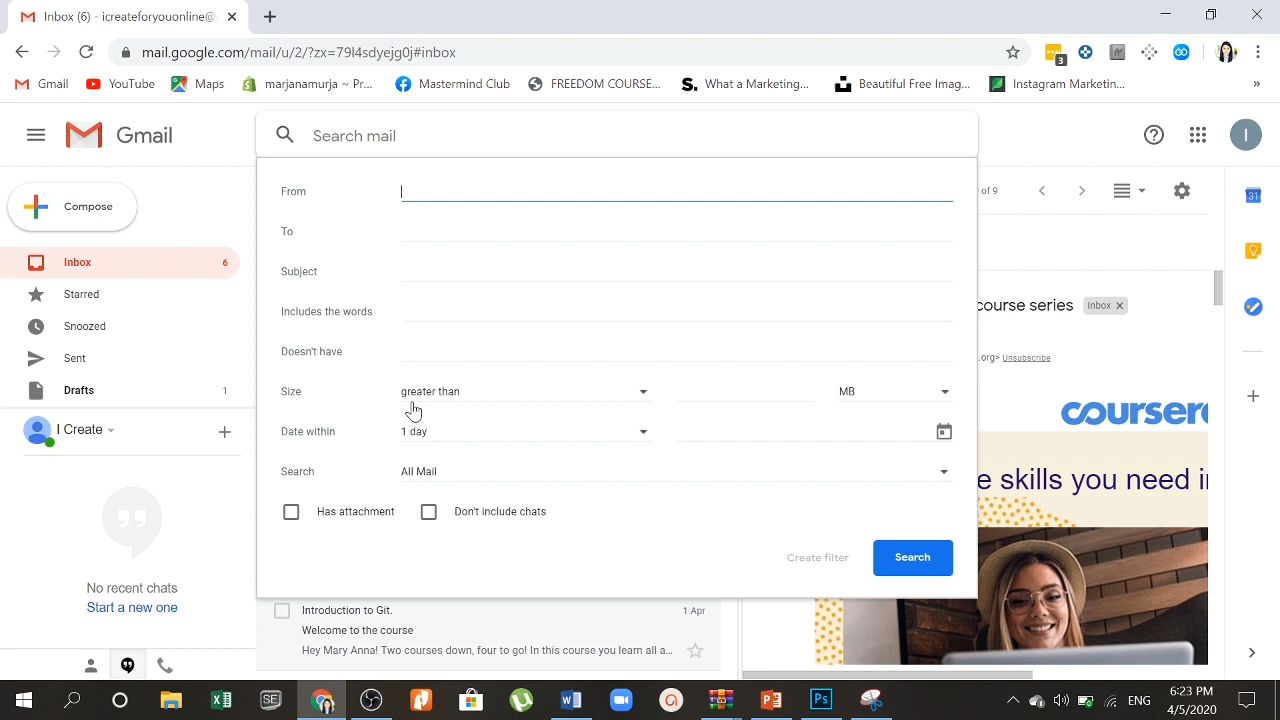 Inbox (5) - icreateforyouonline@
mail.google.com/mail/u/2/?zx=79l4sdyejg0j#inbox
3
Gmail
YouTube
Maps
marjanamurja ~ Pr...
Mastermind Club
FREEDOM COURSE...
What a Marketing...
Beautiful Free Imag...
Instagram Marketin...
»
Gmail
Search mail
I
Compose
From
of 9
31
To
Inbox 6
Subject
Starred
course series
Inbox
Includes the words
Snoozed
Doesn't have
.org> Unsubscribe
Sent
Drafts 1
Size
greater than
MB
courser
I Create
Date within
1 day
Search
All Mail
e skills you need in
Has attachment
Don't include chats
Create filter
Search
No recent chats
Start a new one
Introduction to Git.
1 Apr
Welcome to the course
Hey Mary Anna! Two courses down, four to go! In this course you learn all a...
SE
ENG
6:23 PM
4/5/2020